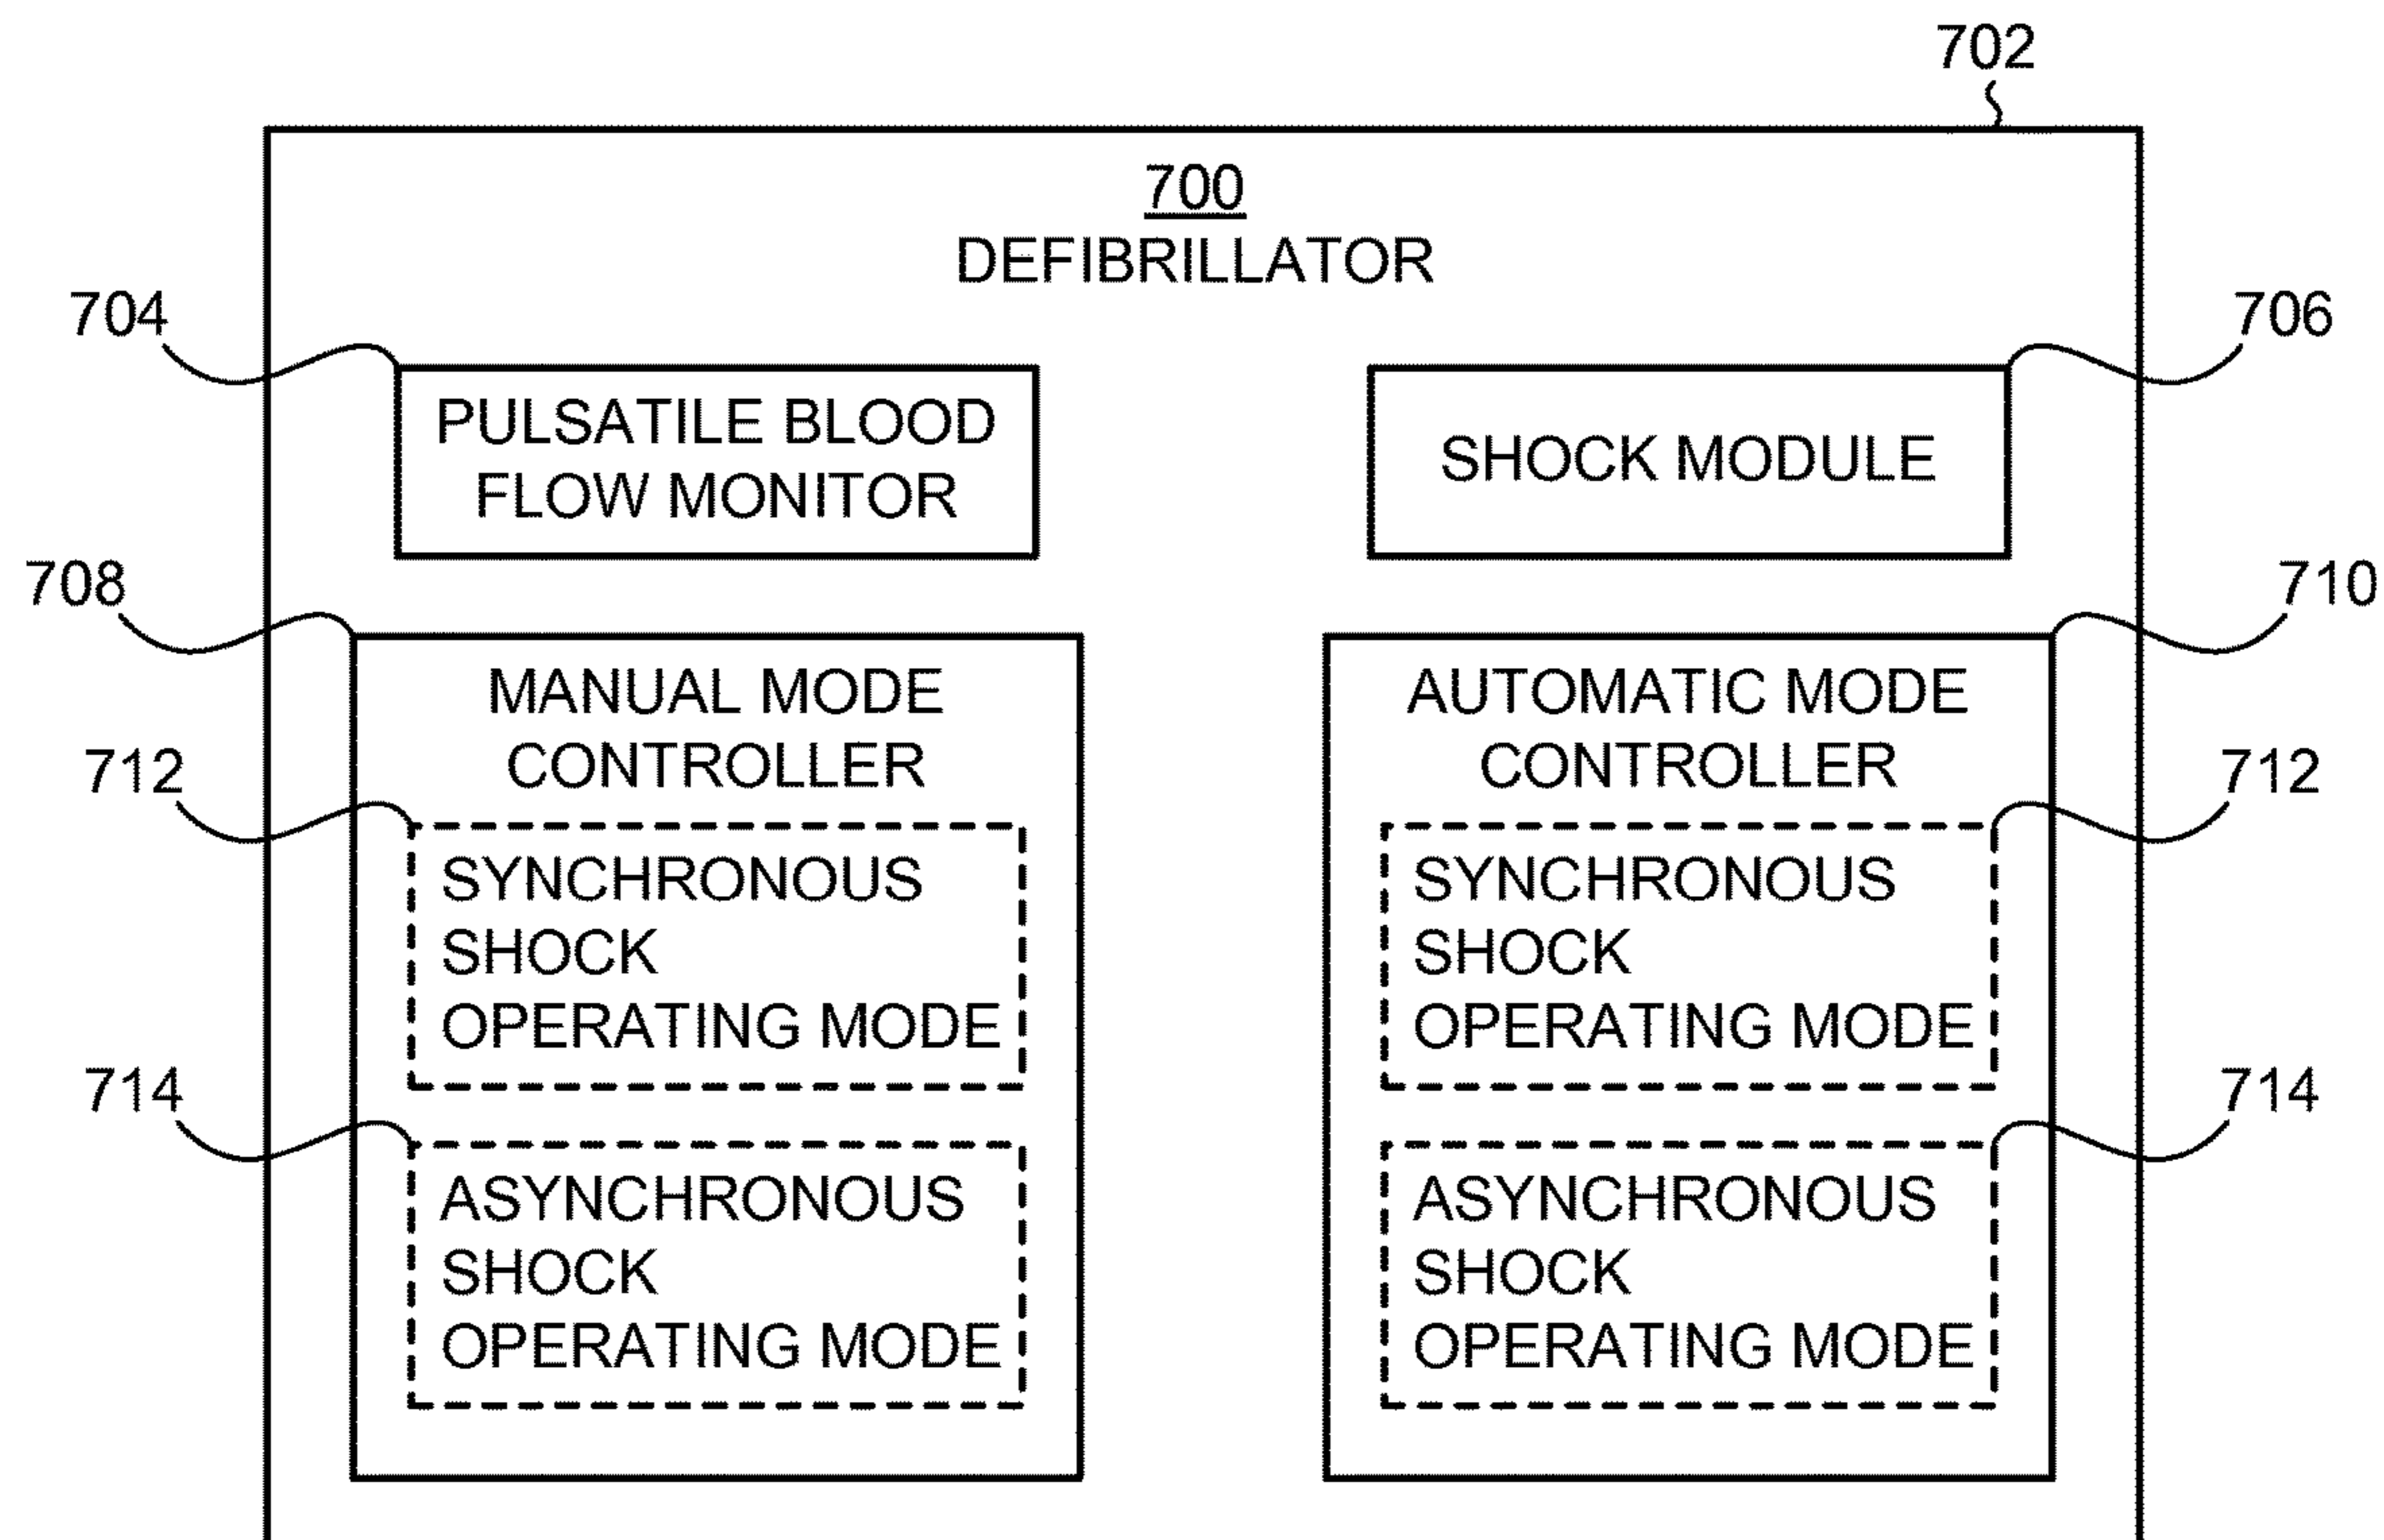 702
700
DEFIBRILLATOR
704
706
PULSATILE BLOOD
FLOW MONITOR
SHOCK MODULE
708
710
MANUAL MODE
CONTROLLER
AUTOMATIC MODE
CONTROLLER
712
712
SYNCHRONOUS
SHOCK
OPERATING MODE
SYNCHRONOUS
SHOCK
OPERATING MODE
714
714
ASYNCHRONOUS
SHOCK
OPERATING MODE
ASYNCHRONOUS
SHOCK
OPERATING MODE